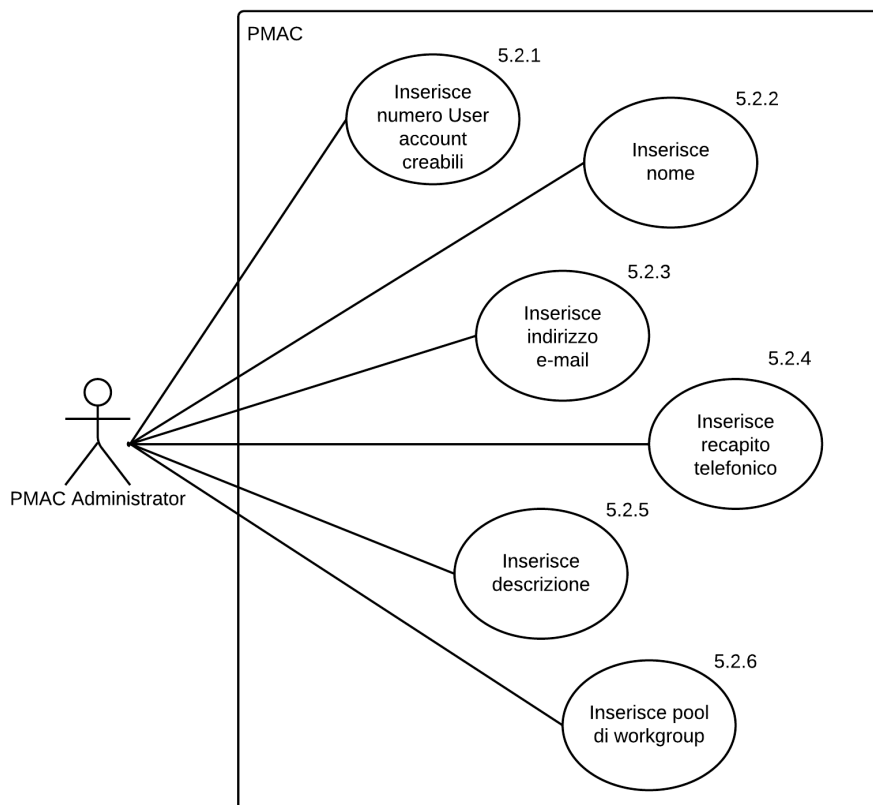 PMAC
5.2.1
Inserisce
numero User
account
creabili
5.2.2
Inserisce
nome
5.2.3
Inserisce
indirizzo
e-mail
5.2.4
Inserisce
recapito
telefonico
PMAC Administrator
5.2.5
Inserisce
descrizione
5.2.6
Inserisce pool
di workgroup